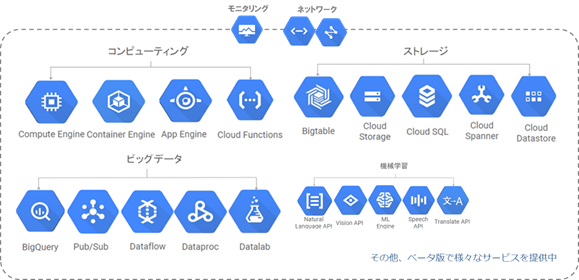 モニタリング
ネットワーク
コンピューティング
ストレージ
Compute Engine
Container Engine
App Engine
Cloud Functions
Bigtable
Cloud
Storage
Cloud SQL
Cloud
Spanner
Cloud
Datastore
ビッグデータ
機械学習
BigQuery
Pub/Sub
Dataflow
Dataproc
Datalab
Natural
Language API
Vision API
ML
Engine
Speech
API
文→A
Translate API
その他、ベータ版で様々なサービスを提供中